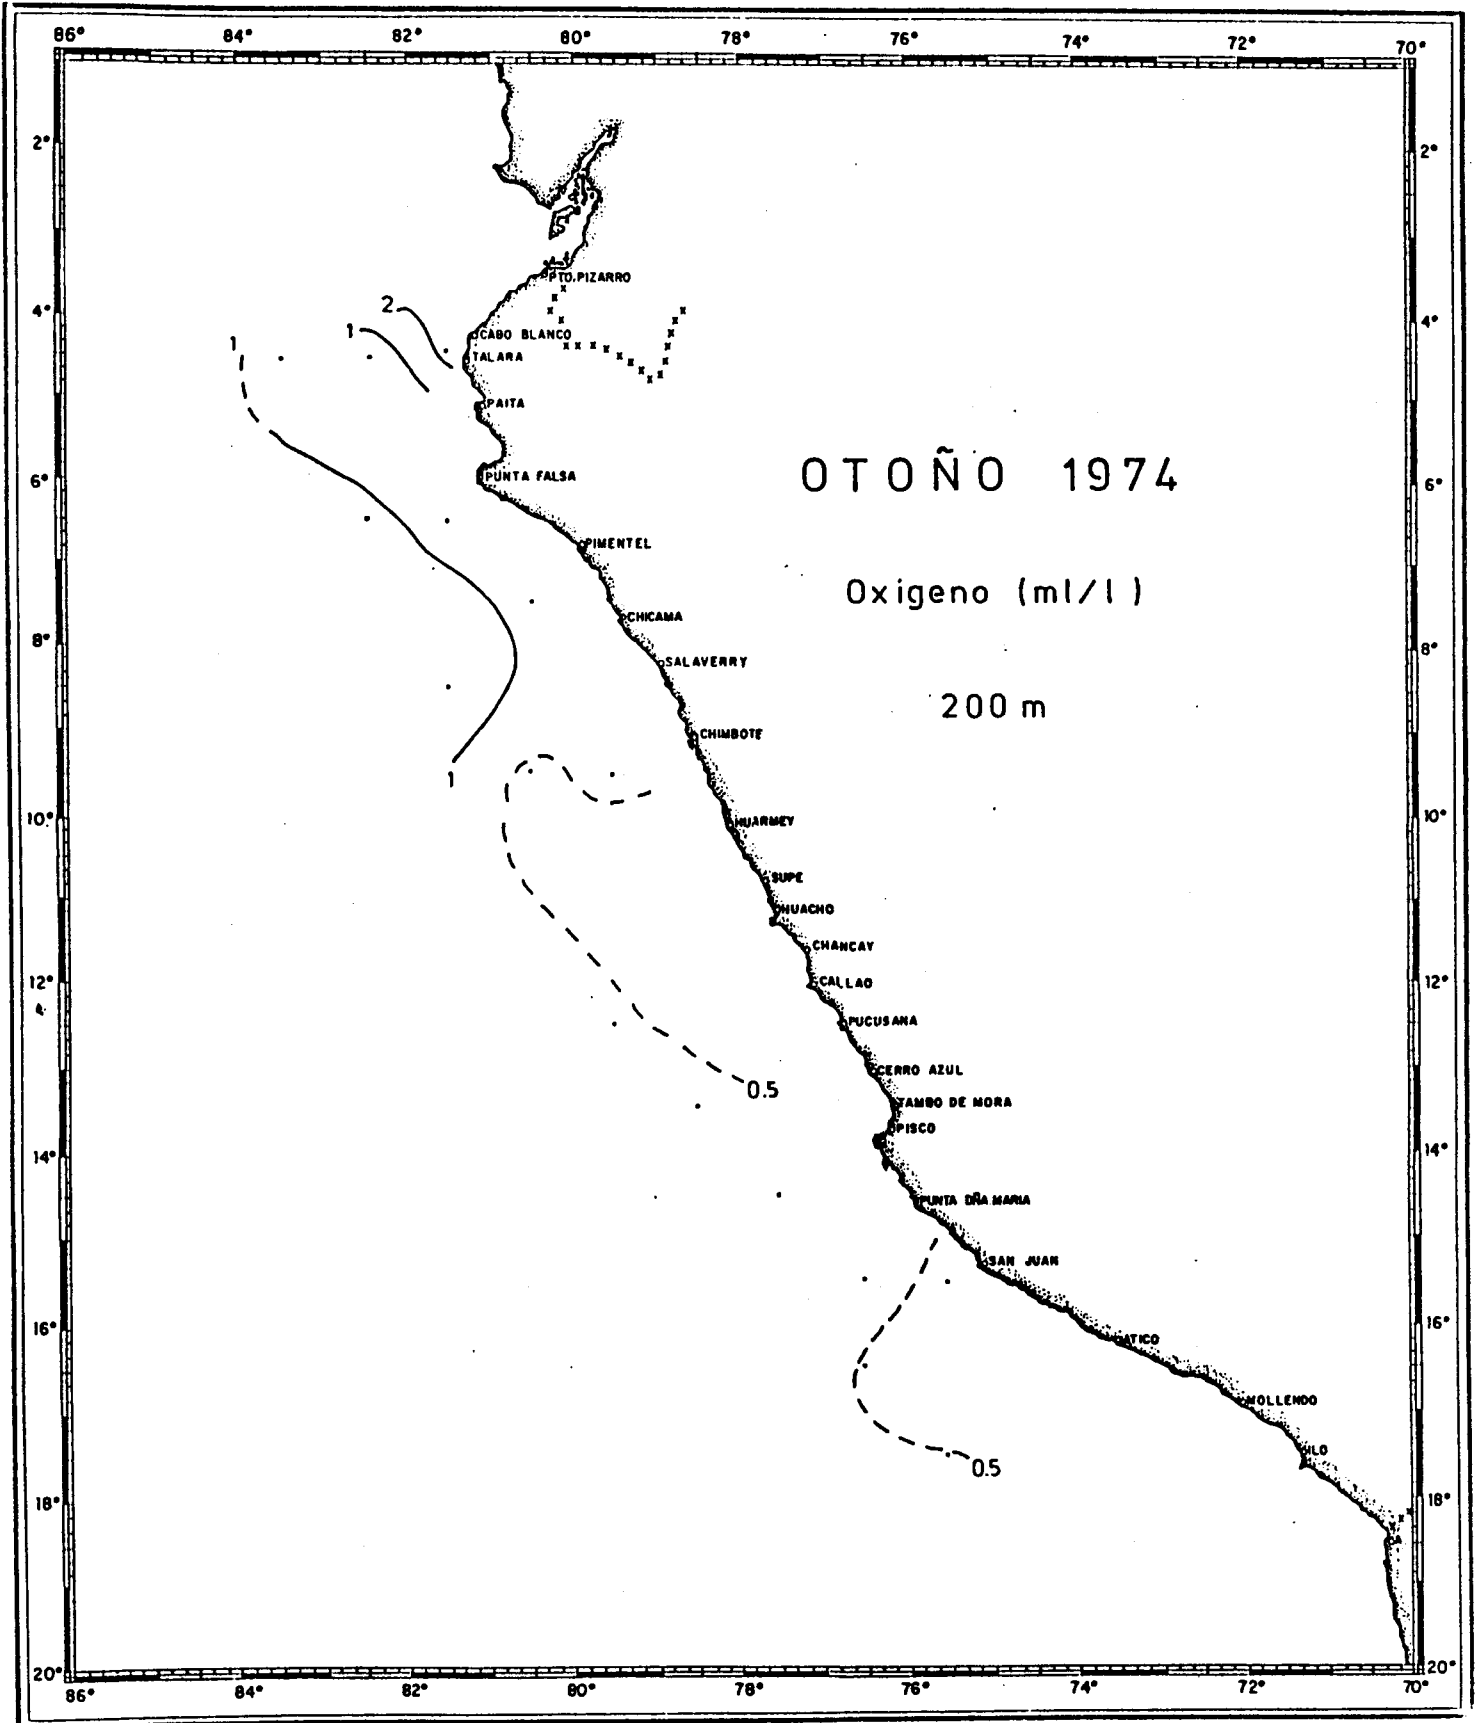 86° 84° 82° 80° 78° 76° 74° 72° 70°
2° 2°
PTO. PIZARRO
4° 4°
2
1
1
CABO BLANCO
TALARA
PAITA
OTOÑO 1974
6° PUNTA FALSA 6°
PIMENTEL
Oxigeno (ml/l)
CHICAMA
8° 8°
SALAVERRY
200 m
CHIMBOTE
1
10° HUARMEY 10°
SUPE
HUACHO
CHANCAY
12° CALLAO 12°
PUCUSANA
CERRO AZUL
0.5
TAMBO DE MORA
PISCO
14° 14°
PUNTA DÑA. MARIA
SAN JUAN
16° ATICO 16°
MOLLENDO
ILO
0.5
18° 18°
20° 20°
86° 84° 82° 80° 78° 76° 74° 72° 70°